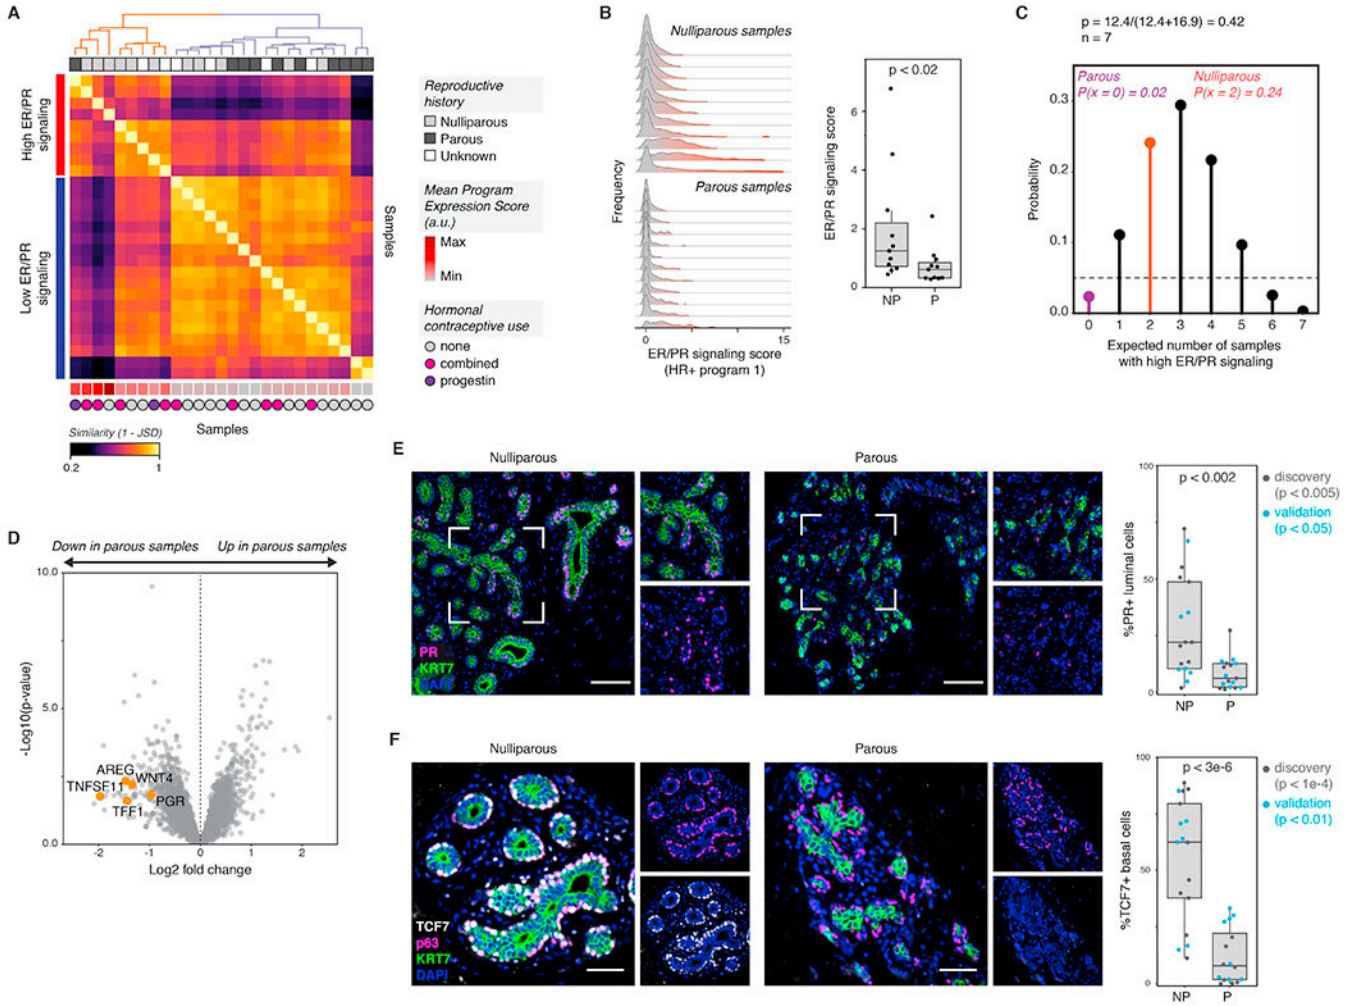 A
High ER/PR
signaling
Low ER/PR
signaling
Samples
Samples
Similarity (1 - JSD)
0.2
1
Reproductive
history
Nulliparous
Parous
Unknown
Mean Program
Expression Score
(a.u.)
Max
Min
Hormonal
contraceptive use
none
combined
progestin
B
Nulliparous samples
Parous samples
Frequency
0
15
ER/PR signaling score
(HR+ program 1)
p < 0.02
ER/PR signaling score
6
4
2
0
NP
P
C
p = 12.4/(12.4+16.9) = 0.42
n = 7
Parous
P(x = 0) = 0.02
Nulliparous
P(x = 2) = 0.24
Probability
0.3
0.2
0.1
0.0
0
1
2
3
4
5
6
7
Expected number of samples
with high ER/PR signaling
D
Down in parous samples
Up in parous samples
10.0
5.0
0.0
-Log10(p-value)
AREG
WNT4
TNFSF11
PGR
TFF1
-2
-1
0
1
2
Log2 fold change
E
Nulliparous
Parous
PR
KRT7
DAPI
p < 0.002
%PR+ luminal cells
100
50
0
NP
P
discovery
(p < 0.005)
validation
(p < 0.05)
F
Nulliparous
Parous
TCF7
p63
KRT7
DAPI
p < 3e-6
%TCF7+ basal cells
100
50
0
NP
P
discovery
(p < 1e-4)
validation
(p < 0.01)